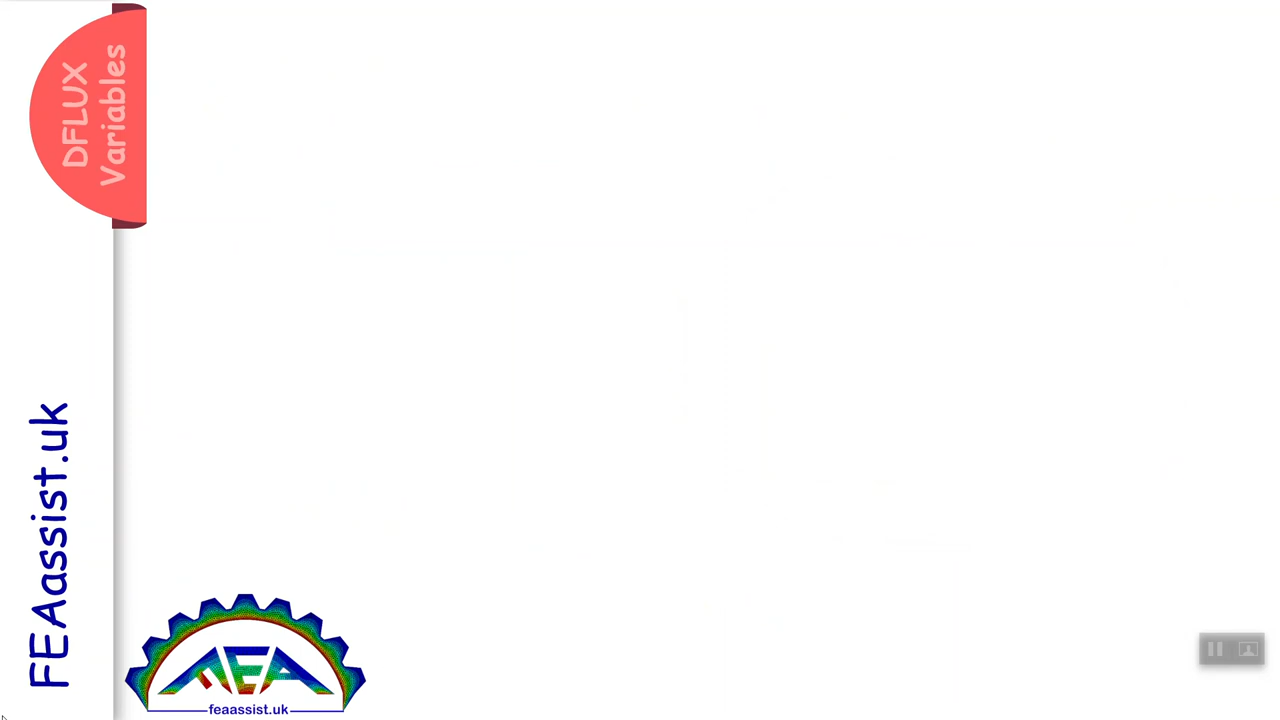 DFLUX
Variables
FEAassist.uk
FEA
feaassist.uk